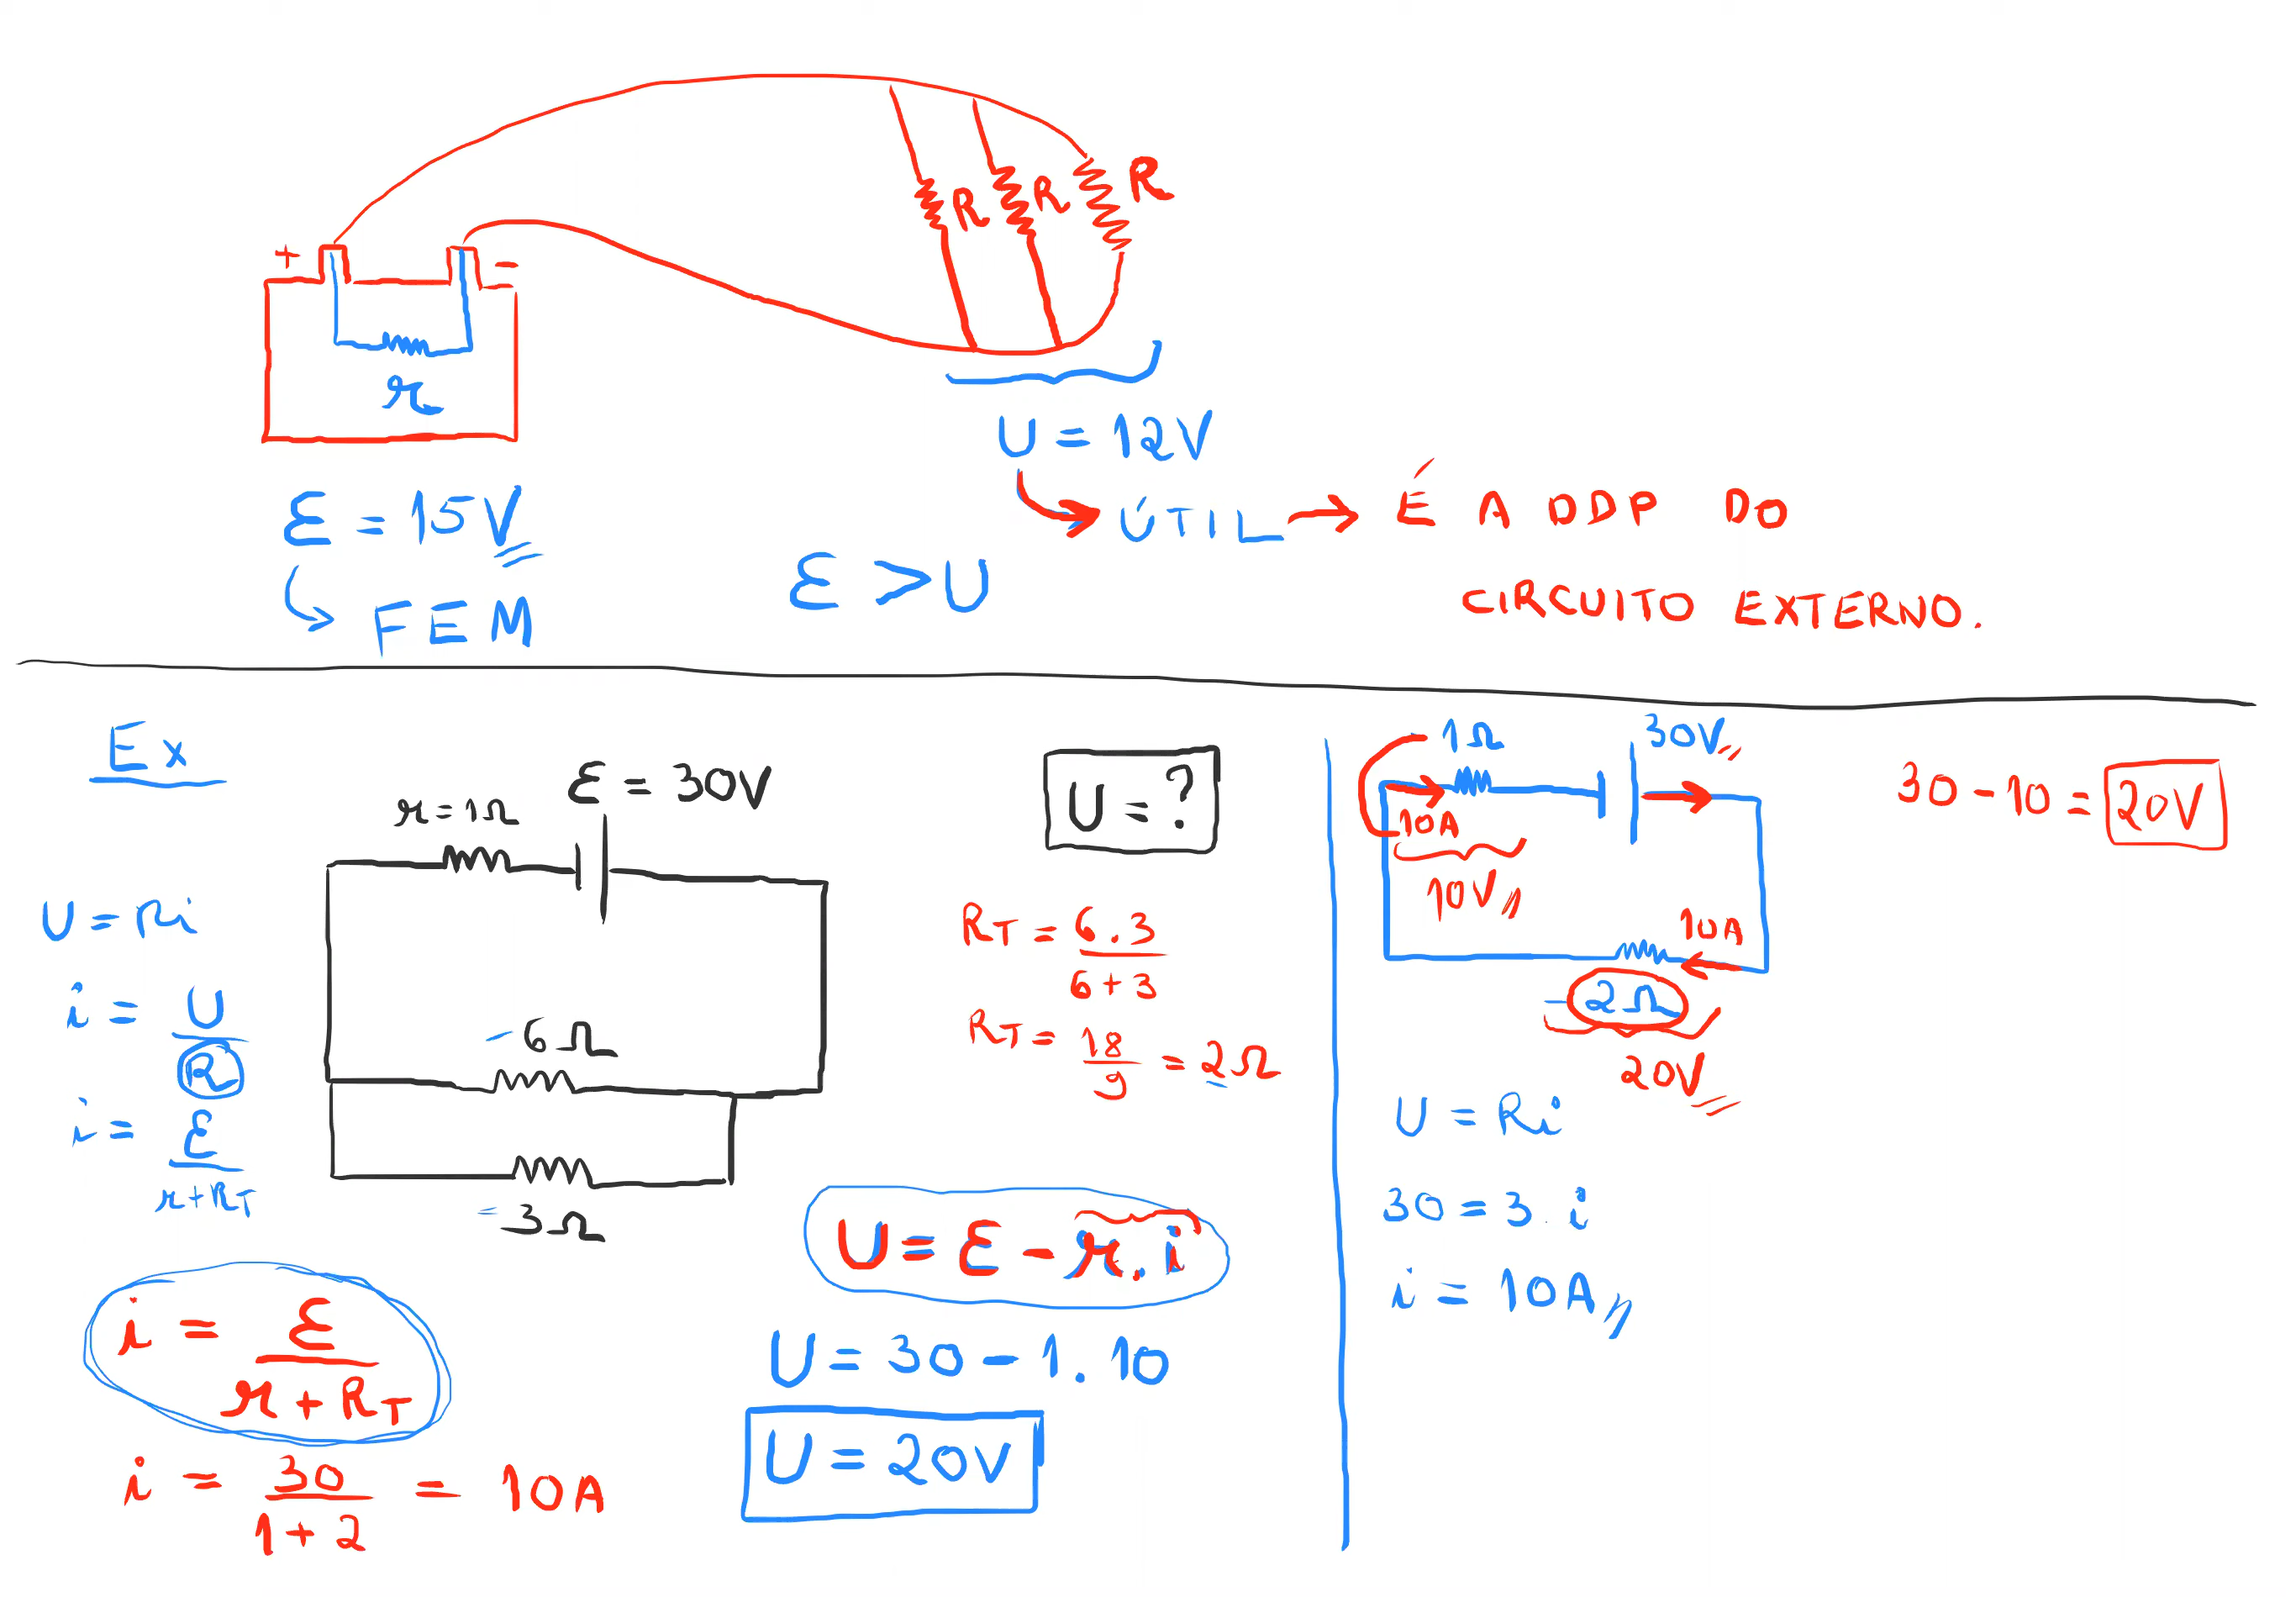 R R R
+ -
r
U = 12V
ÚTIL → É A DDP DO
CIRCUITO EXTERNO.
ε = 15V
FEM
ε > U
Ex
r = 1Ω
ε = 30V
U = ?
U = Ri
i = U/R
i = ε/r+RT
6Ω
3Ω
RT = 6.3/6+3
RT = 18/9 = 2Ω
i = ε/r+RT
i = 30/1+2 = 10A
U = ε - r.i
U = 30 - 1.10
U = 20V
1Ω
30V
10A
10V
10A
2Ω
20V
U = Ri
30 = 3.i
i = 10A
30 - 10 = 20V